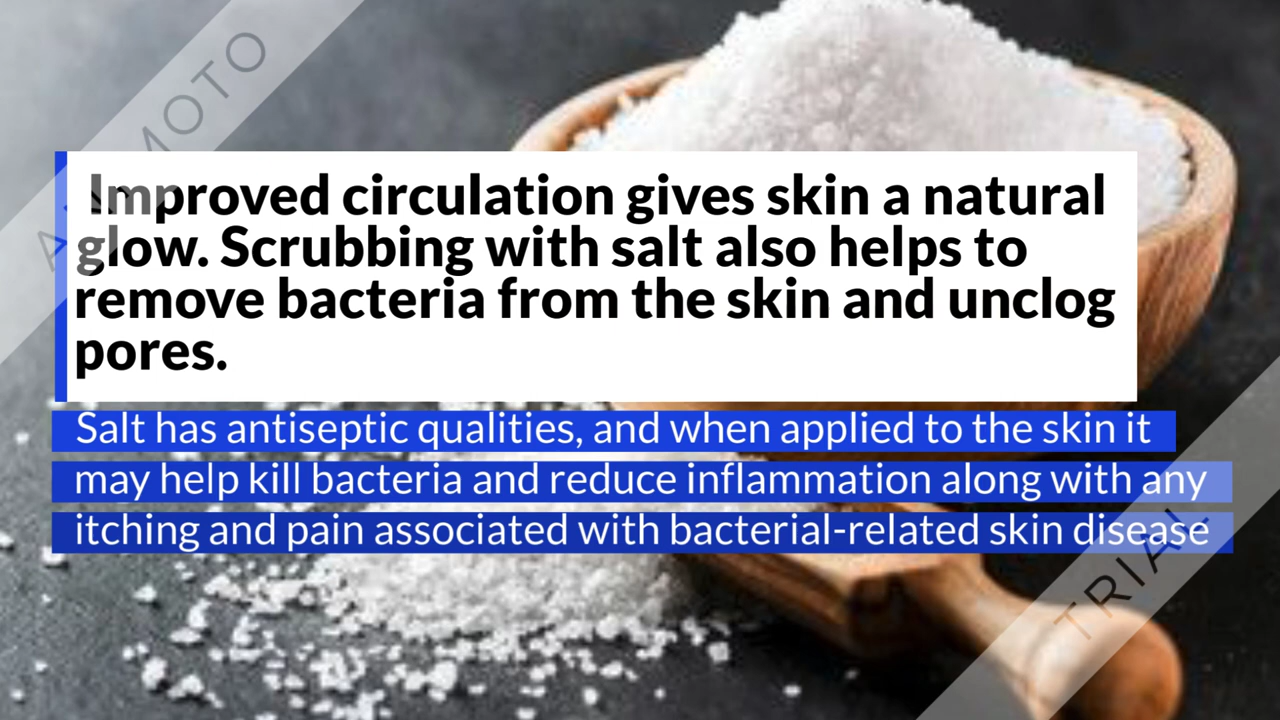 Improved circulation gives skin a natural
glow. Scrubbing with salt also helps to
remove bacteria from the skin and unclog
pores.
Salt has antiseptic qualities, and when applied to the skin it
may help kill bacteria and reduce inflammation along with any
itching and pain associated with bacterial-related skin disease
TRIAL